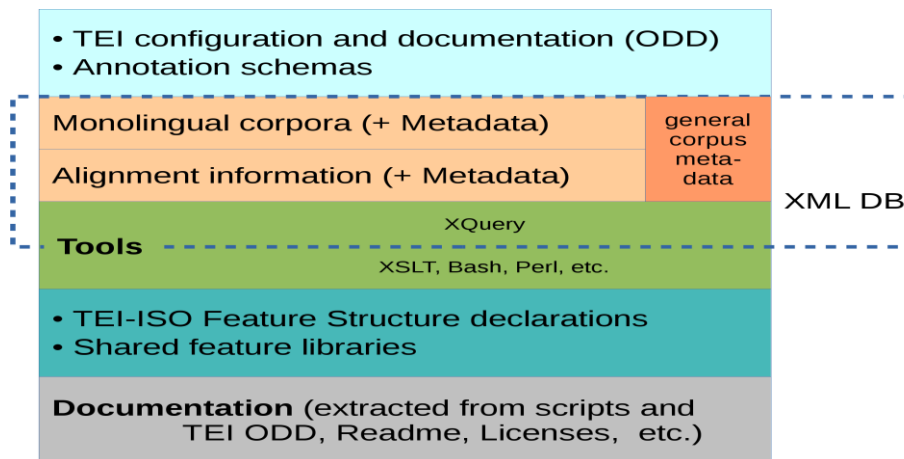 • TEI configuration and documentation (ODD)
• Annotation schemas
Monolingual corpora (+ Metadata)
general
corpus
meta-
data
Alignment information (+ Metadata)
XML DB
XQuery
Tools
XSLT, Bash, Perl, etc.
• TEI-ISO Feature Structure declarations
• Shared feature libraries
Documentation (extracted from scripts and
TEI ODD, Readme, Licenses, etc.)